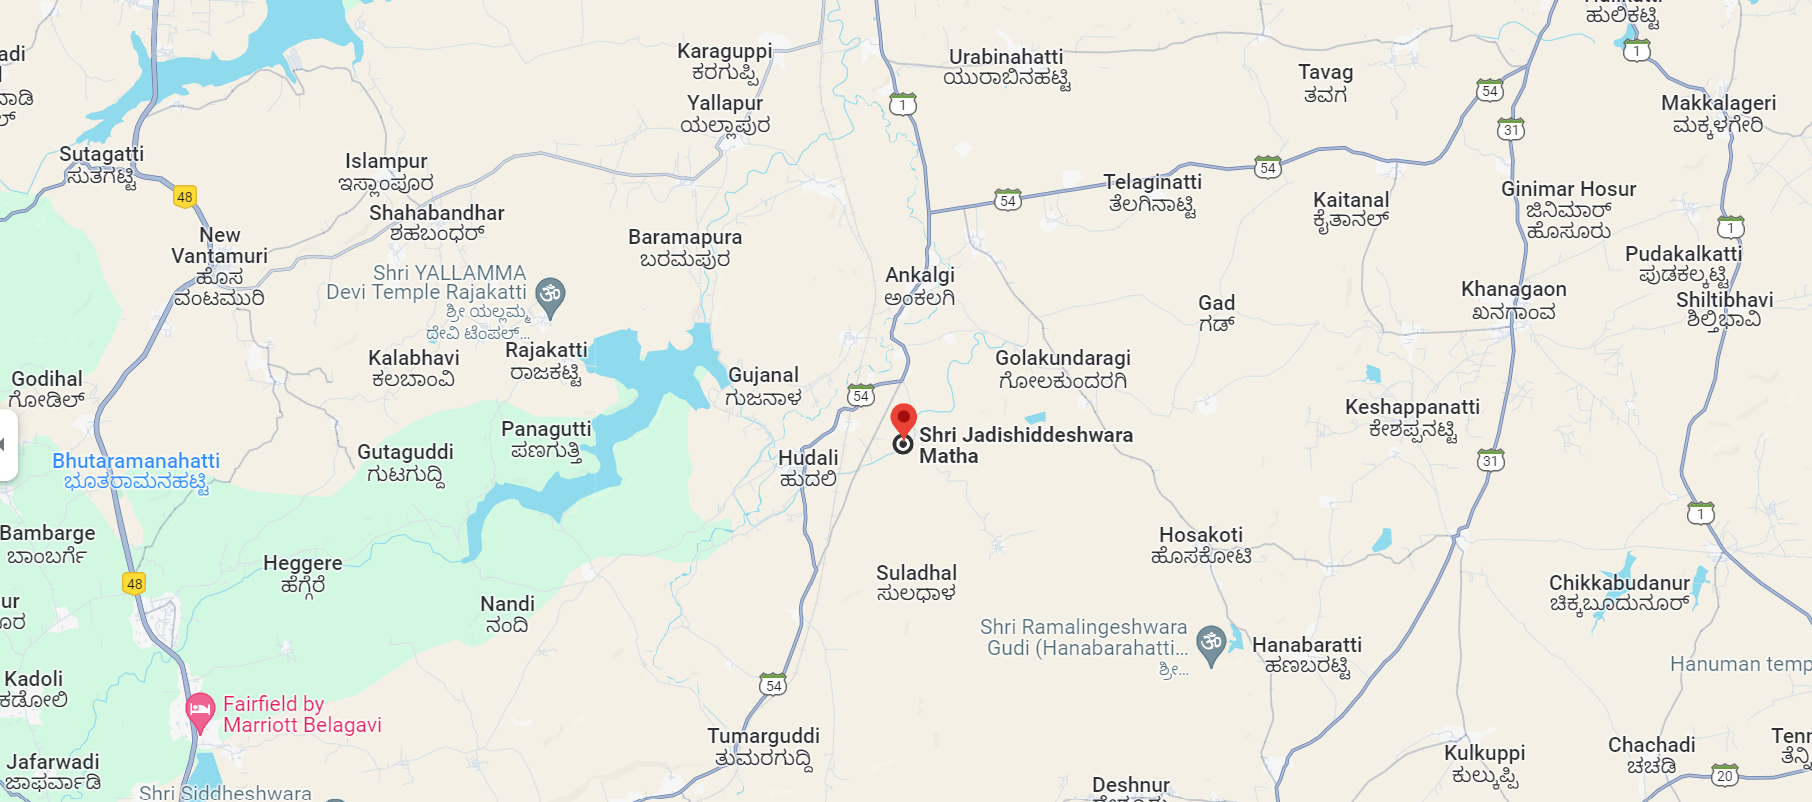 ಹುಲಿಕಟ್ಟಿ
1
Karaguppi
ಕರಗುಪ್ಪಿ
Urabinahatti
ಯುರಾಬಿನಹಟ್ಟಿ
Tavag
ತವಗ
54
Makkalageri
ಮಕ್ಕಳಗೇರಿ
Yallapur
ಯಲ್ಲಾಪುರ
1
31
Sutagatti
ಸುತಗಟ್ಟಿ
Islampur
ಇಸ್ಲಾಂಪೂರ
54
Telaginatti
ತೆಲಗಿನಾಟ್ಟಿ
54
48
Kaitanal
ಕೈತಾನಲ್
Ginimar Hosur
ಜಿನಿಮಾರ್
ಹೊಸೂರು
1
Shahabandhar
ಶಹಬಂಧರ್
New
Vantamuri
ಹೊಸ
ವಂಟಮುರಿ
Baramapura
ಬರಮಪುರ
Pudakalkatti
ಪುಡಕಲ್ಕಟ್ಟಿ
Shri YALLAMMA
Devi Temple Rajakatti
ಶ್ರೀ ಯಲ್ಲಮ್ಮ
ದೇವಿ ಟೆಂಪಲ್...
Ankalgi
ಅಂಕಲಗಿ
Gad
ಗಡ್
Khanagaon
ಖನಗಾಂವ
Shiltibhavi
ಶಿಲ್ತಿಭಾವಿ
Kalabhavi
ಕಲಬಾಂವಿ
Rajakatti
ರಾಜಕಟ್ಟಿ
Golakundaragi
ಗೋಲಕುಂದರಗಿ
Godihal
ಗೋಡಿಲ್
Gujanal
ಗುಜನಾಳ
54
Keshappanatti
ಕೇಶಪ್ಪನಟ್ಟಿ
Panagutti
ಪಣಗುತ್ತಿ
Shri Jadishiddeshwara
Matha
Gutaguddi
ಗುಟಗುದ್ದಿ
Bhutaramanahatti
ಭೂತರಾಮನಹಟ್ಟಿ
Hudali
ಹುದಲಿ
31
1
Bambarge
ಬಾಂಬರ್ಗೆ
Hosakoti
ಹೊಸಕೋಟಿ
Heggere
ಹೆಗ್ಗೆರೆ
48
Suladhal
ಸುಲಧಾಳ
Chikkabudanur
ಚಿಕ್ಕಬೂದುನೂರ್
Nandi
ನಂದಿ
Shri Ramalingeshwara
Gudi (Hanabarahatti...
ಶ್ರೀ...
Hanabaratti
ಹಣಬರಟ್ಟಿ
Hanuman temp
Kadoli
ಕಡೋಲಿ
54
Fairfield by
Marriott Belagavi
Tumarguddi
ತುಮರಗುದ್ದಿ
Kulkuppi
ಕುಲ್ಕುಪ್ಪಿ
Chachadi
ಚಚಡಿ
20
Jafarwadi
ಜಾಫರ್ವಾಡಿ
Deshnur
Shri Siddheshwara